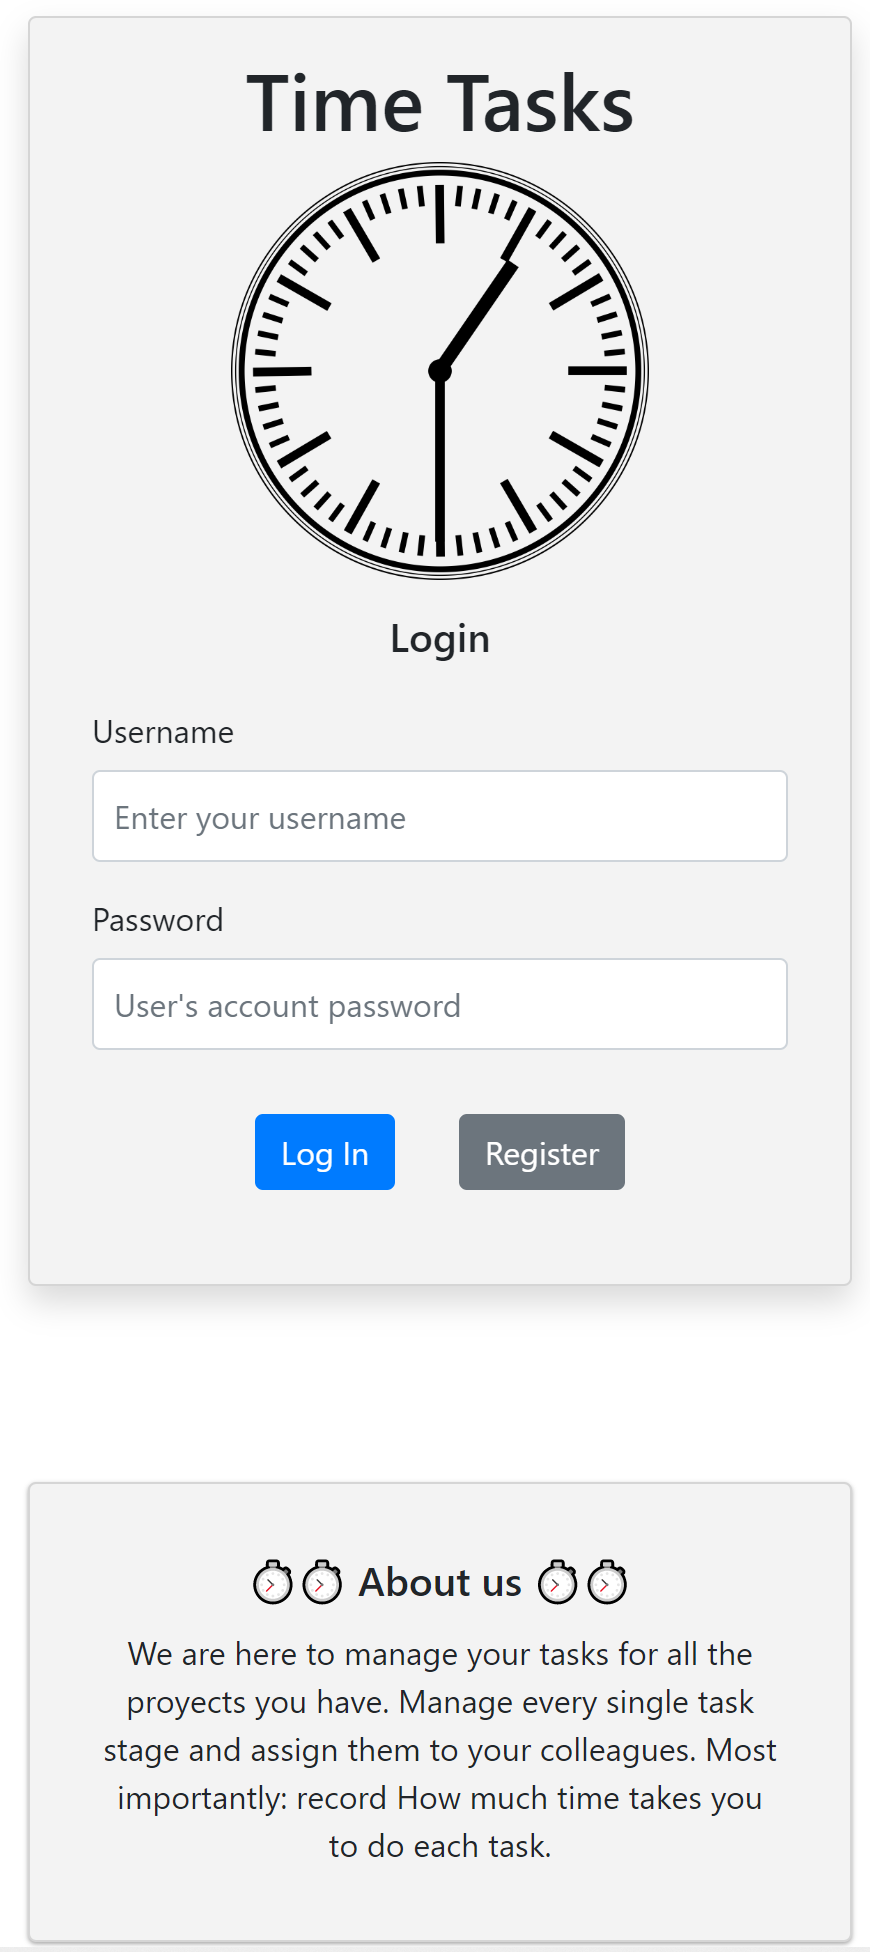 Time Tasks
Login
Username
Enter your username
Password
User's account password
Log In Register
About us
We are here to manage your tasks for all the
proyects you have. Manage every single task
stage and assign them to your colleagues. Most
importantly: record How much time takes you
to do each task.